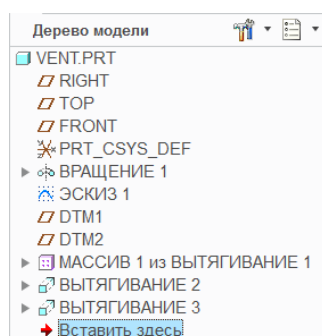 Дерево модели
VENT.PRT
RIGHT
TOP
FRONT
PRT_CSYS_DEF
ВРАЩЕНИЕ 1
ЭСКИЗ 1
DTM1
DTM2
МАССИВ 1 из ВЫТЯГИВАНИЕ 1
ВЫТЯГИВАНИЕ 2
ВЫТЯГИВАНИЕ 3
Вставить здесь